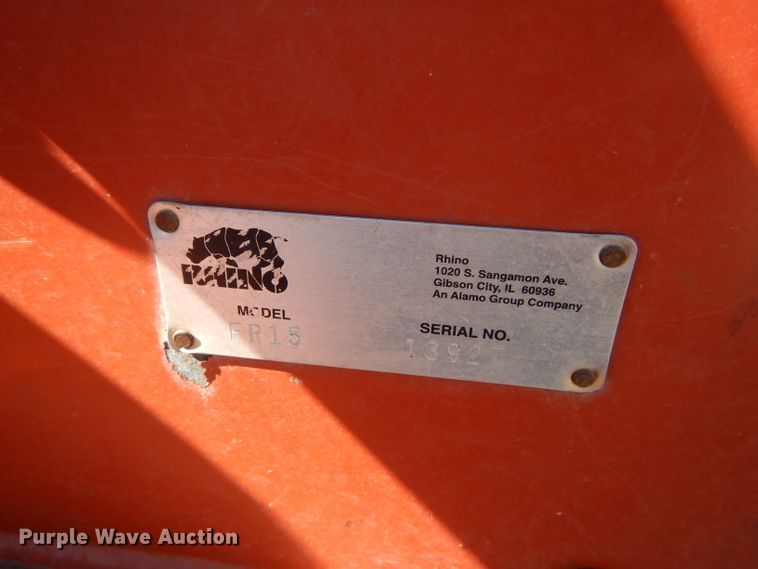 RHINO
MODEL
FR15
Rhino
1020 S. Sangamon Ave.
Gibson City, IL 60936
An Alamo Group Company
SERIAL NO.
Purple Wave Auction®